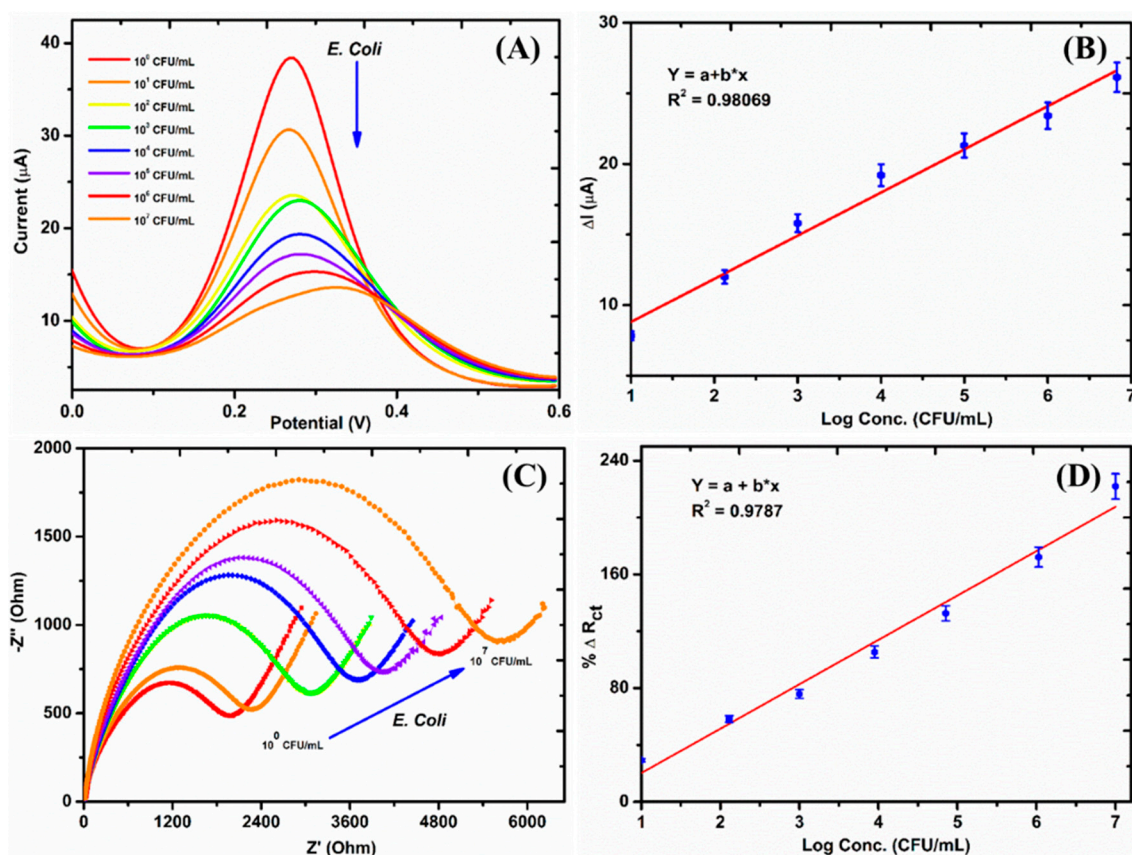 (A)
E. Coli
10⁰ CFU/mL
10¹ CFU/mL
10² CFU/mL
10³ CFU/mL
10⁴ CFU/mL
10⁵ CFU/mL
10⁶ CFU/mL
10⁷ CFU/mL
40
30
20
10
Current (µA)
0.0
0.2
0.4
0.6
Potential (V)
(B)
Y = a+b*x
R² = 0.98069
30
20
10
ΔI (µA)
1
2
3
4
5
6
7
Log Conc. (CFU/mL)
(C)
2000
1500
1000
500
0
-Z'' (Ohm)
10⁷ CFU/mL
E. Coli
10⁰ CFU/mL
0
1200
2400
3600
4800
6000
Z' (Ohm)
(D)
Y = a + b*x
R² = 0.9787
240
160
80
0
% Δ Rct
1
2
3
4
5
6
7
Log Conc. (CFU/mL)